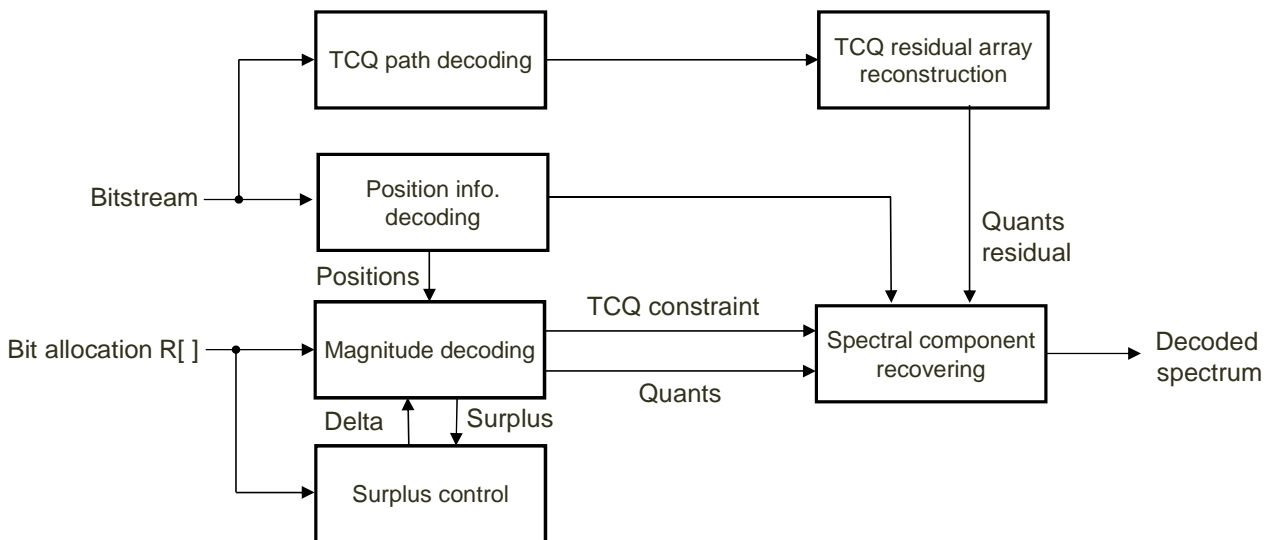 TCQ path decoding
TCQ residual array
reconstruction
Bitstream
Position info.
decoding
Quants
residual
Positions
TCQ constraint
Bit allocation R[ ]
Magnitude decoding
Spectral component
recovering
Decoded
spectrum
Quants
Delta
Surplus
Surplus control